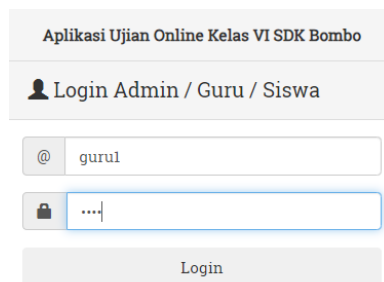 Aplikasi Ujian Online Kelas VI SDK Bombo
Login Admin / Guru / Siswa
@ guru1
····
Login